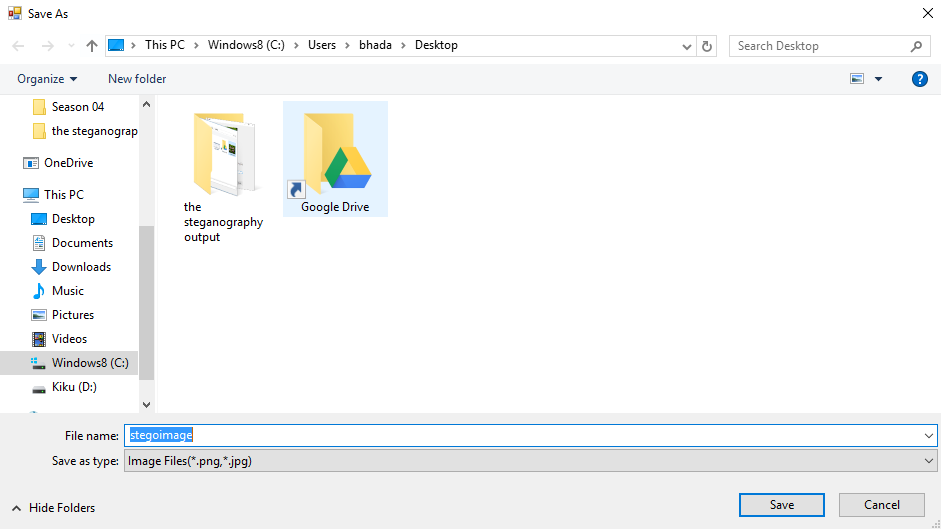 Save As
This PC > Windows8 (C:) > Users > bhada > Desktop
Search Desktop
Organize
New folder
?
Season 04
the steganograp
OneDrive
This PC
Desktop
Documents
Downloads
Music
Pictures
Videos
Windows8 (C:)
Kiku (D:)
the
steganography
output
Google Drive
File name:
stegoimage
Save as type:
Image Files(*.png,*.jpg)
Hide Folders
Save
Cancel